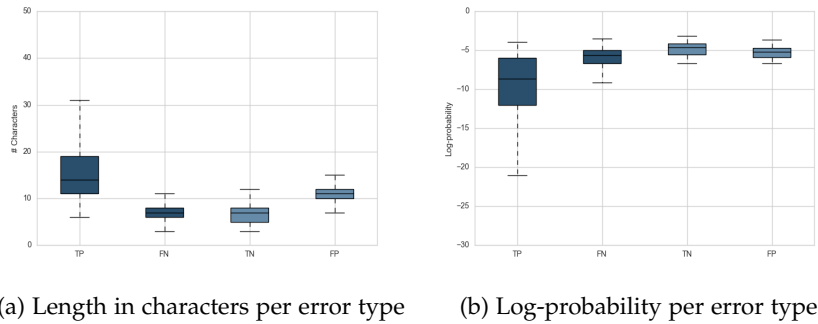 50
40
30
20
10
0
# Characters
TP FN TN FP
0
−5
−10
−15
−20
−25
−30
Log-probability
TP FN TN FP
(a) Length in characters per error type
(b) Log-probability per error type